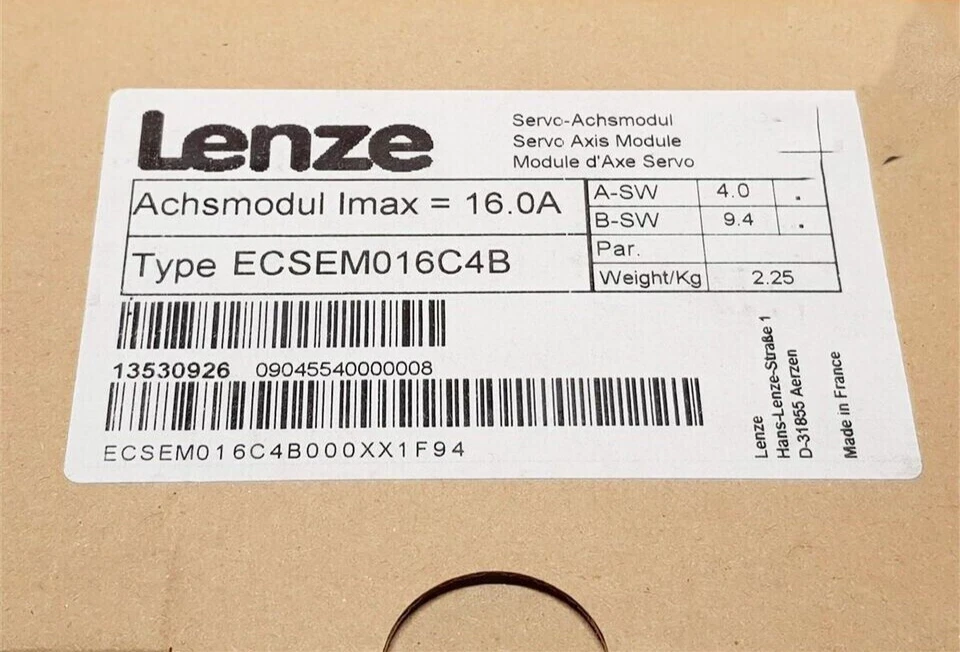 Lenze
Servo-Achsmodul
Servo Axis Module
Module d'Axe Servo
Achsmodul Imax = 16.0A
Type ECSEM016C4B
A-SW 4.0 .
B-SW 9.4 .
Par.
Weight/Kg 2.25
13530926 09045540000008
ECSEM016C4B000XX1F94
Lenze
Hans-Lenze-Straße 1
D-31855 Aerzen
Made in France